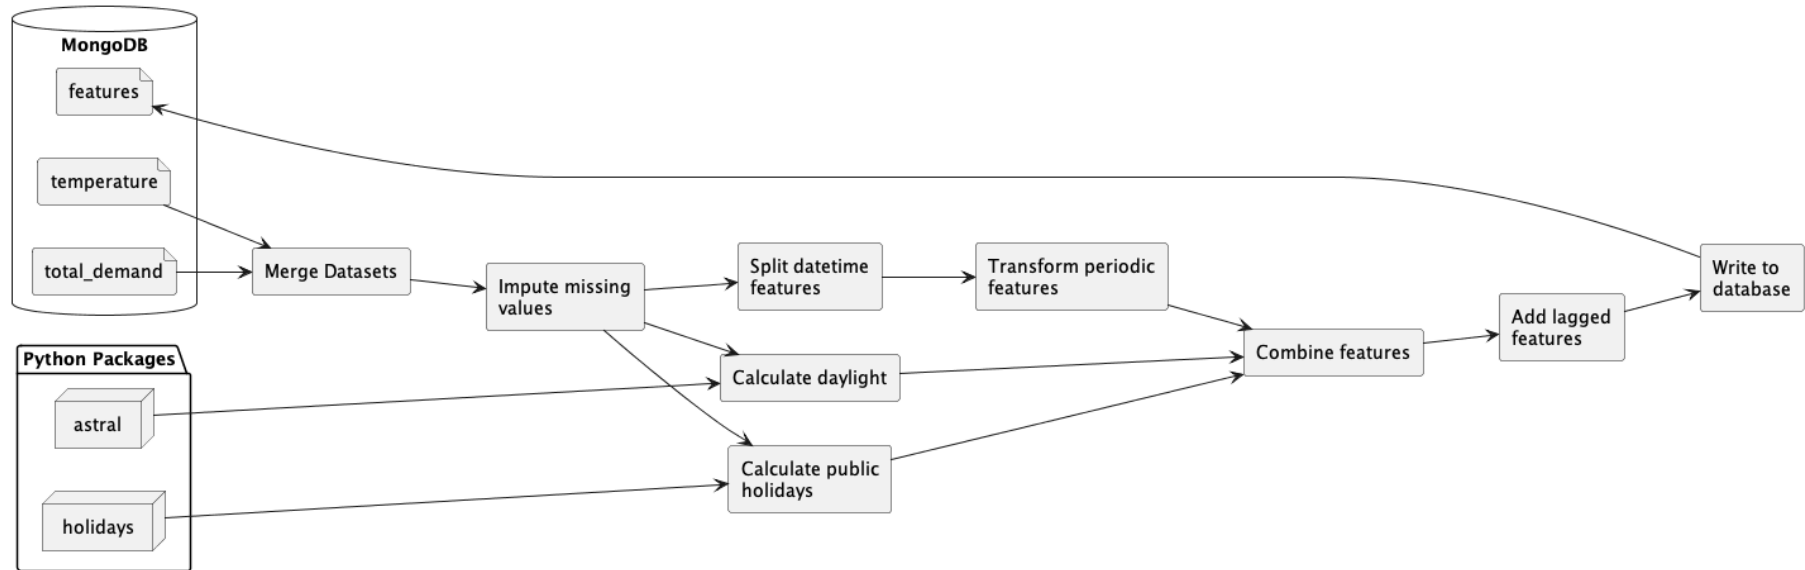 MongoDB
features
temperature
total_demand
Merge Datasets
Impute missing
values
Split datetime
features
Transform periodic
features
Calculate daylight
Calculate public
holidays
Combine features
Add lagged
features
Write to
database
Python Packages
astral
holidays